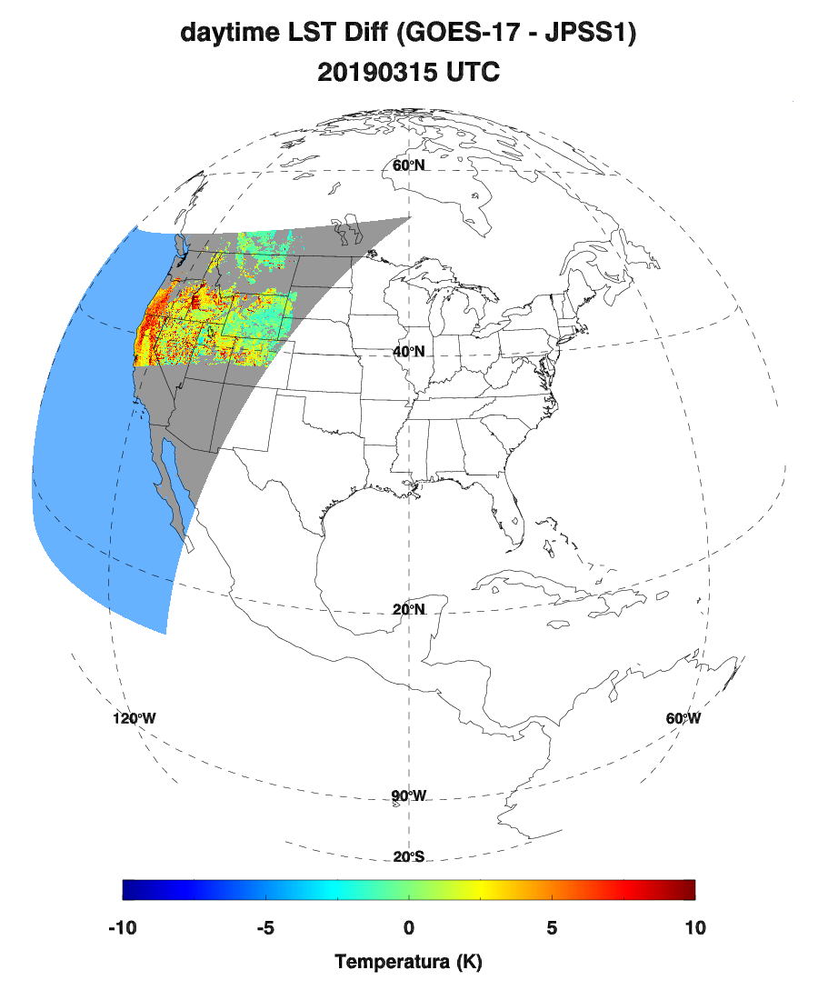 daytime LST Diff (GOES-17 - JPSS1)
20190315 UTC
60°N
40°N
20°N
120°W
60°W
90°W
20°S
-10 -5 0 5 10
Temperatura (K)